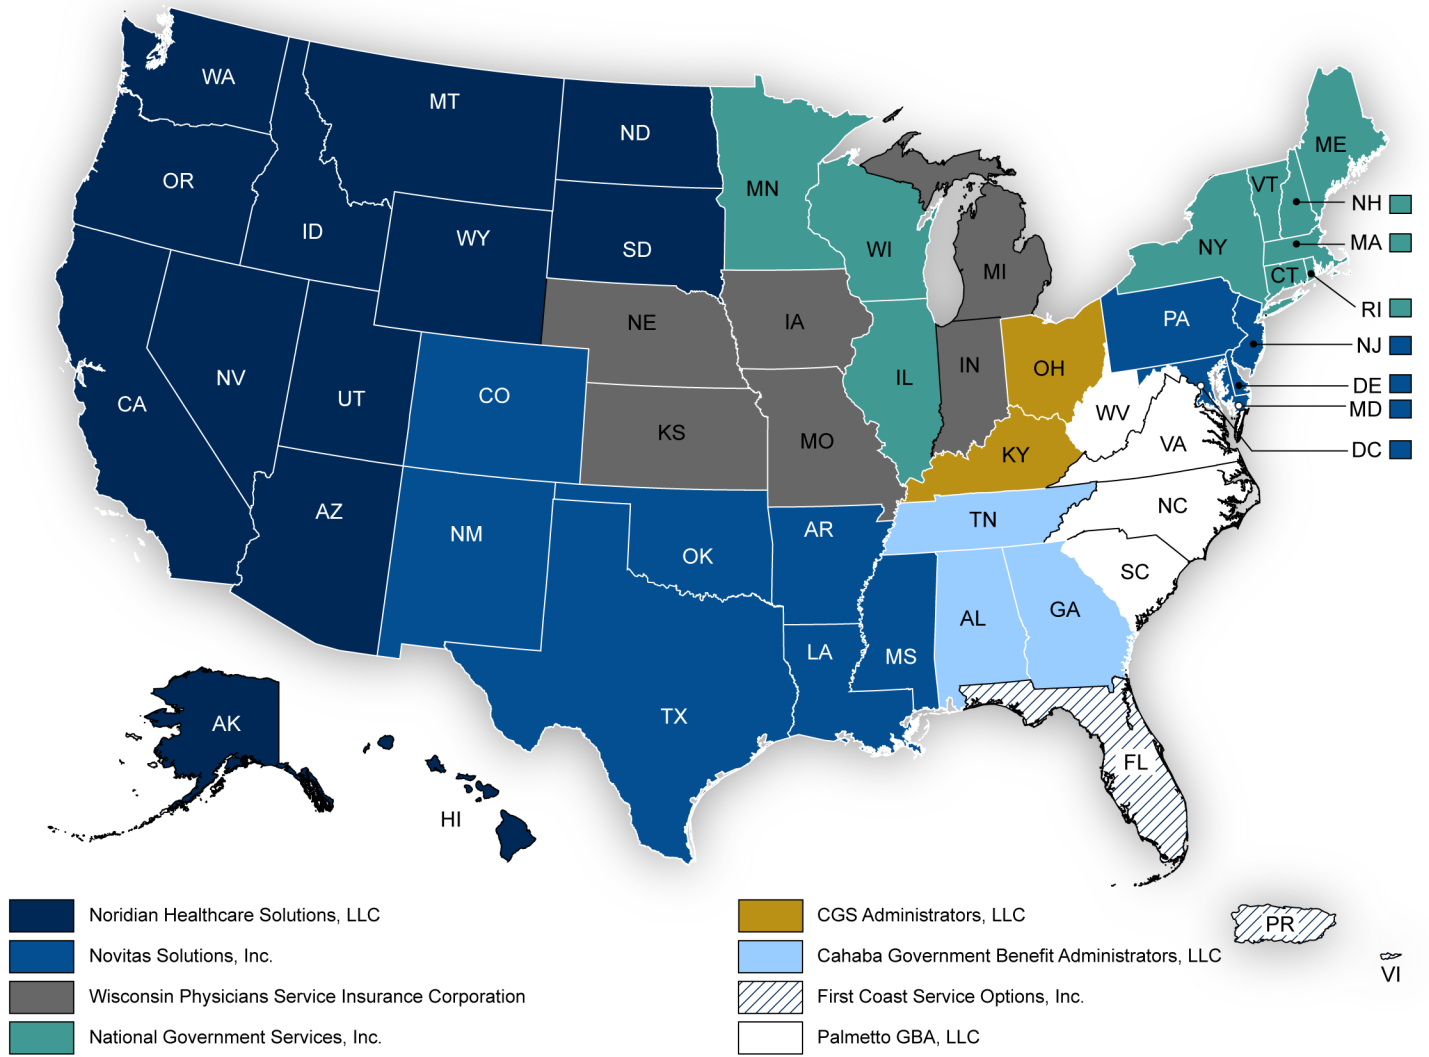 WA
MT
ND
OR
ID
WY
SD
MN
WI
MI
ME
VT
NH
NY
MA
CT
RI
NE
IA
PA
NJ
NV
UT
CO
CA
IL
IN
OH
DE
MD
WV
KS
MO
KY
VA
DC
AZ
NM
OK
AR
TN
NC
SC
TX
LA
MS
AL
GA
AK
HI
FL
PR
VI
Noridian Healthcare Solutions, LLC
Novitas Solutions, Inc.
Wisconsin Physicians Service Insurance Corporation
National Government Services, Inc.
CGS Administrators, LLC
Cahaba Government Benefit Administrators, LLC
First Coast Service Options, Inc.
Palmetto GBA, LLC